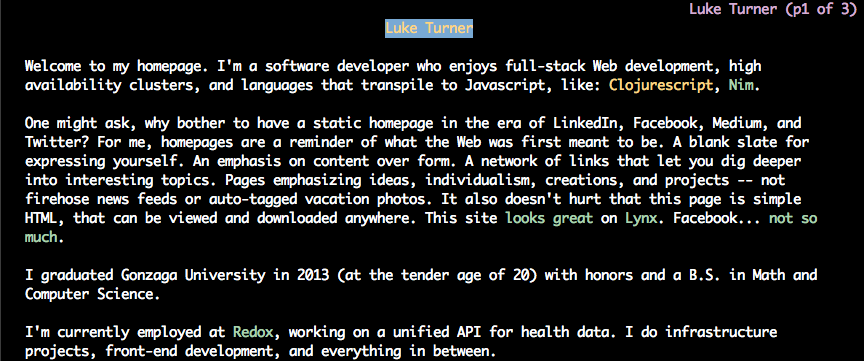 Luke Turner (p1 of 3)
Luke Turner
Welcome to my homepage. I'm a software developer who enjoys full-stack Web development, high
availability clusters, and languages that transpile to Javascript, like: Clojurescript, Nim.
One might ask, why bother to have a static homepage in the era of LinkedIn, Facebook, Medium, and
Twitter? For me, homepages are a reminder of what the Web was first meant to be. A blank slate for
expressing yourself. An emphasis on content over form. A network of links that let you dig deeper
into interesting topics. Pages emphasizing ideas, individualism, creations, and projects -- not
firehose news feeds or auto-tagged vacation photos. It also doesn't hurt that this page is simple
HTML, that can be viewed and downloaded anywhere. This site looks great on Lynx. Facebook... not so
much.
I graduated Gonzaga University in 2013 (at the tender age of 20) with honors and a B.S. in Math and
Computer Science.
I'm currently employed at Redox, working on a unified API for health data. I do infrastructure
projects, front-end development, and everything in between.